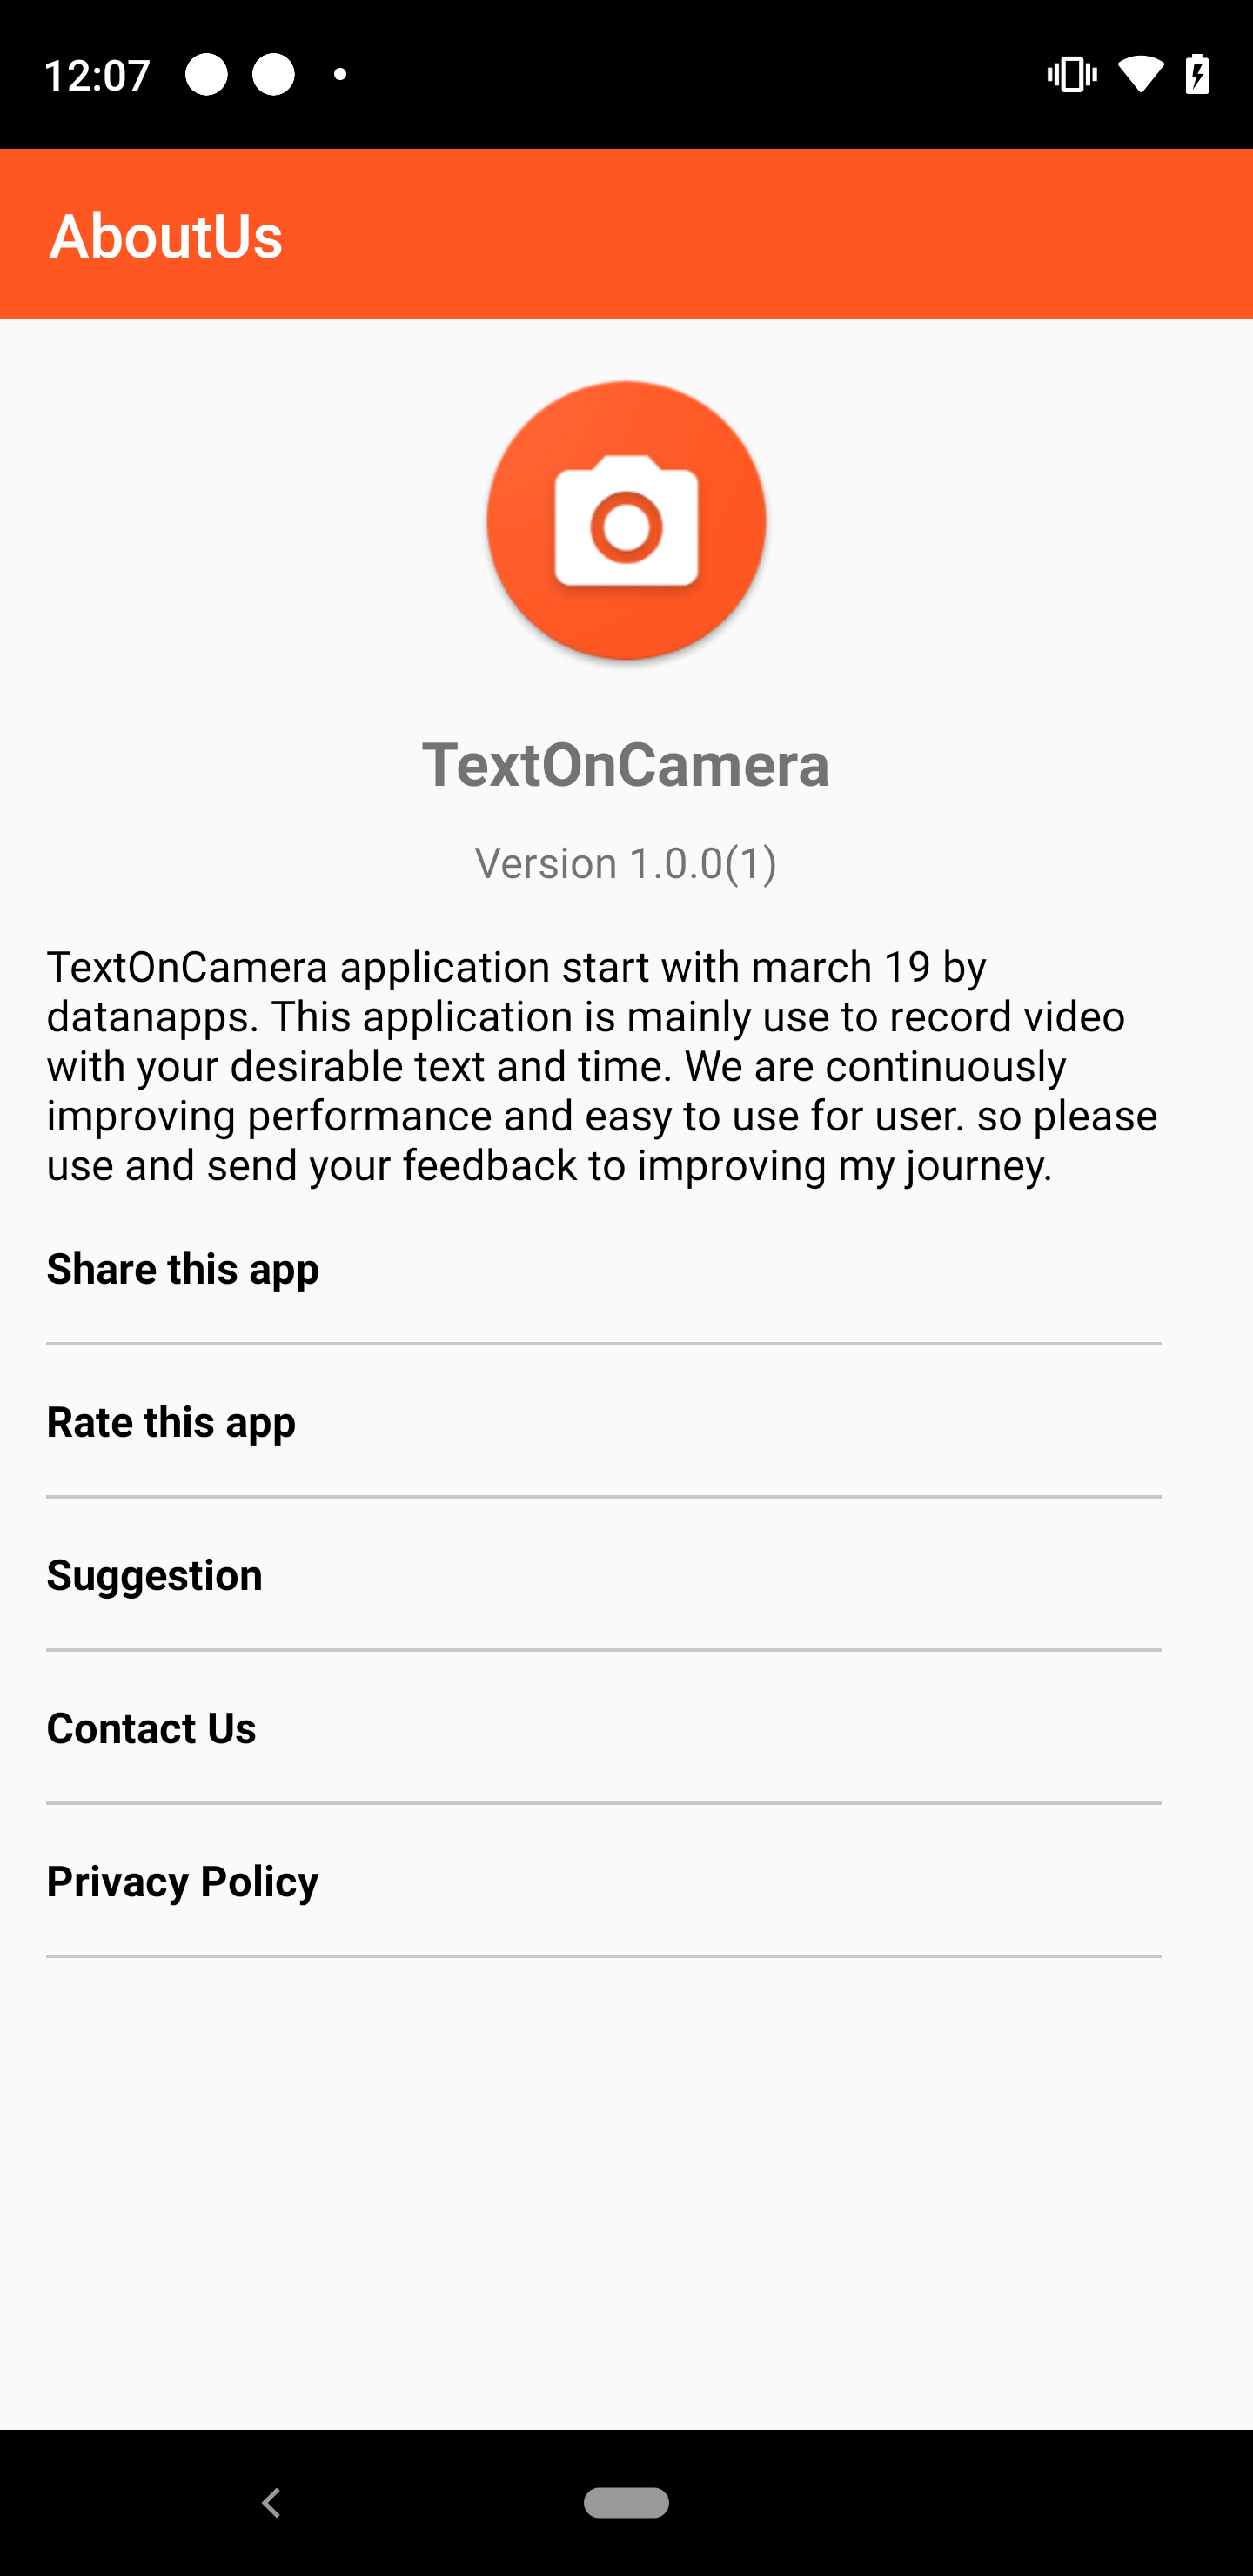 12:07
AboutUs
TextOnCamera
Version 1.0.0(1)
TextOnCamera application start with march 19 by
datanapps. This application is mainly use to record video
with your desirable text and time. We are continuously
improving performance and easy to use for user. so please
use and send your feedback to improving my journey.
Share this app
Rate this app
Suggestion
Contact Us
Privacy Policy